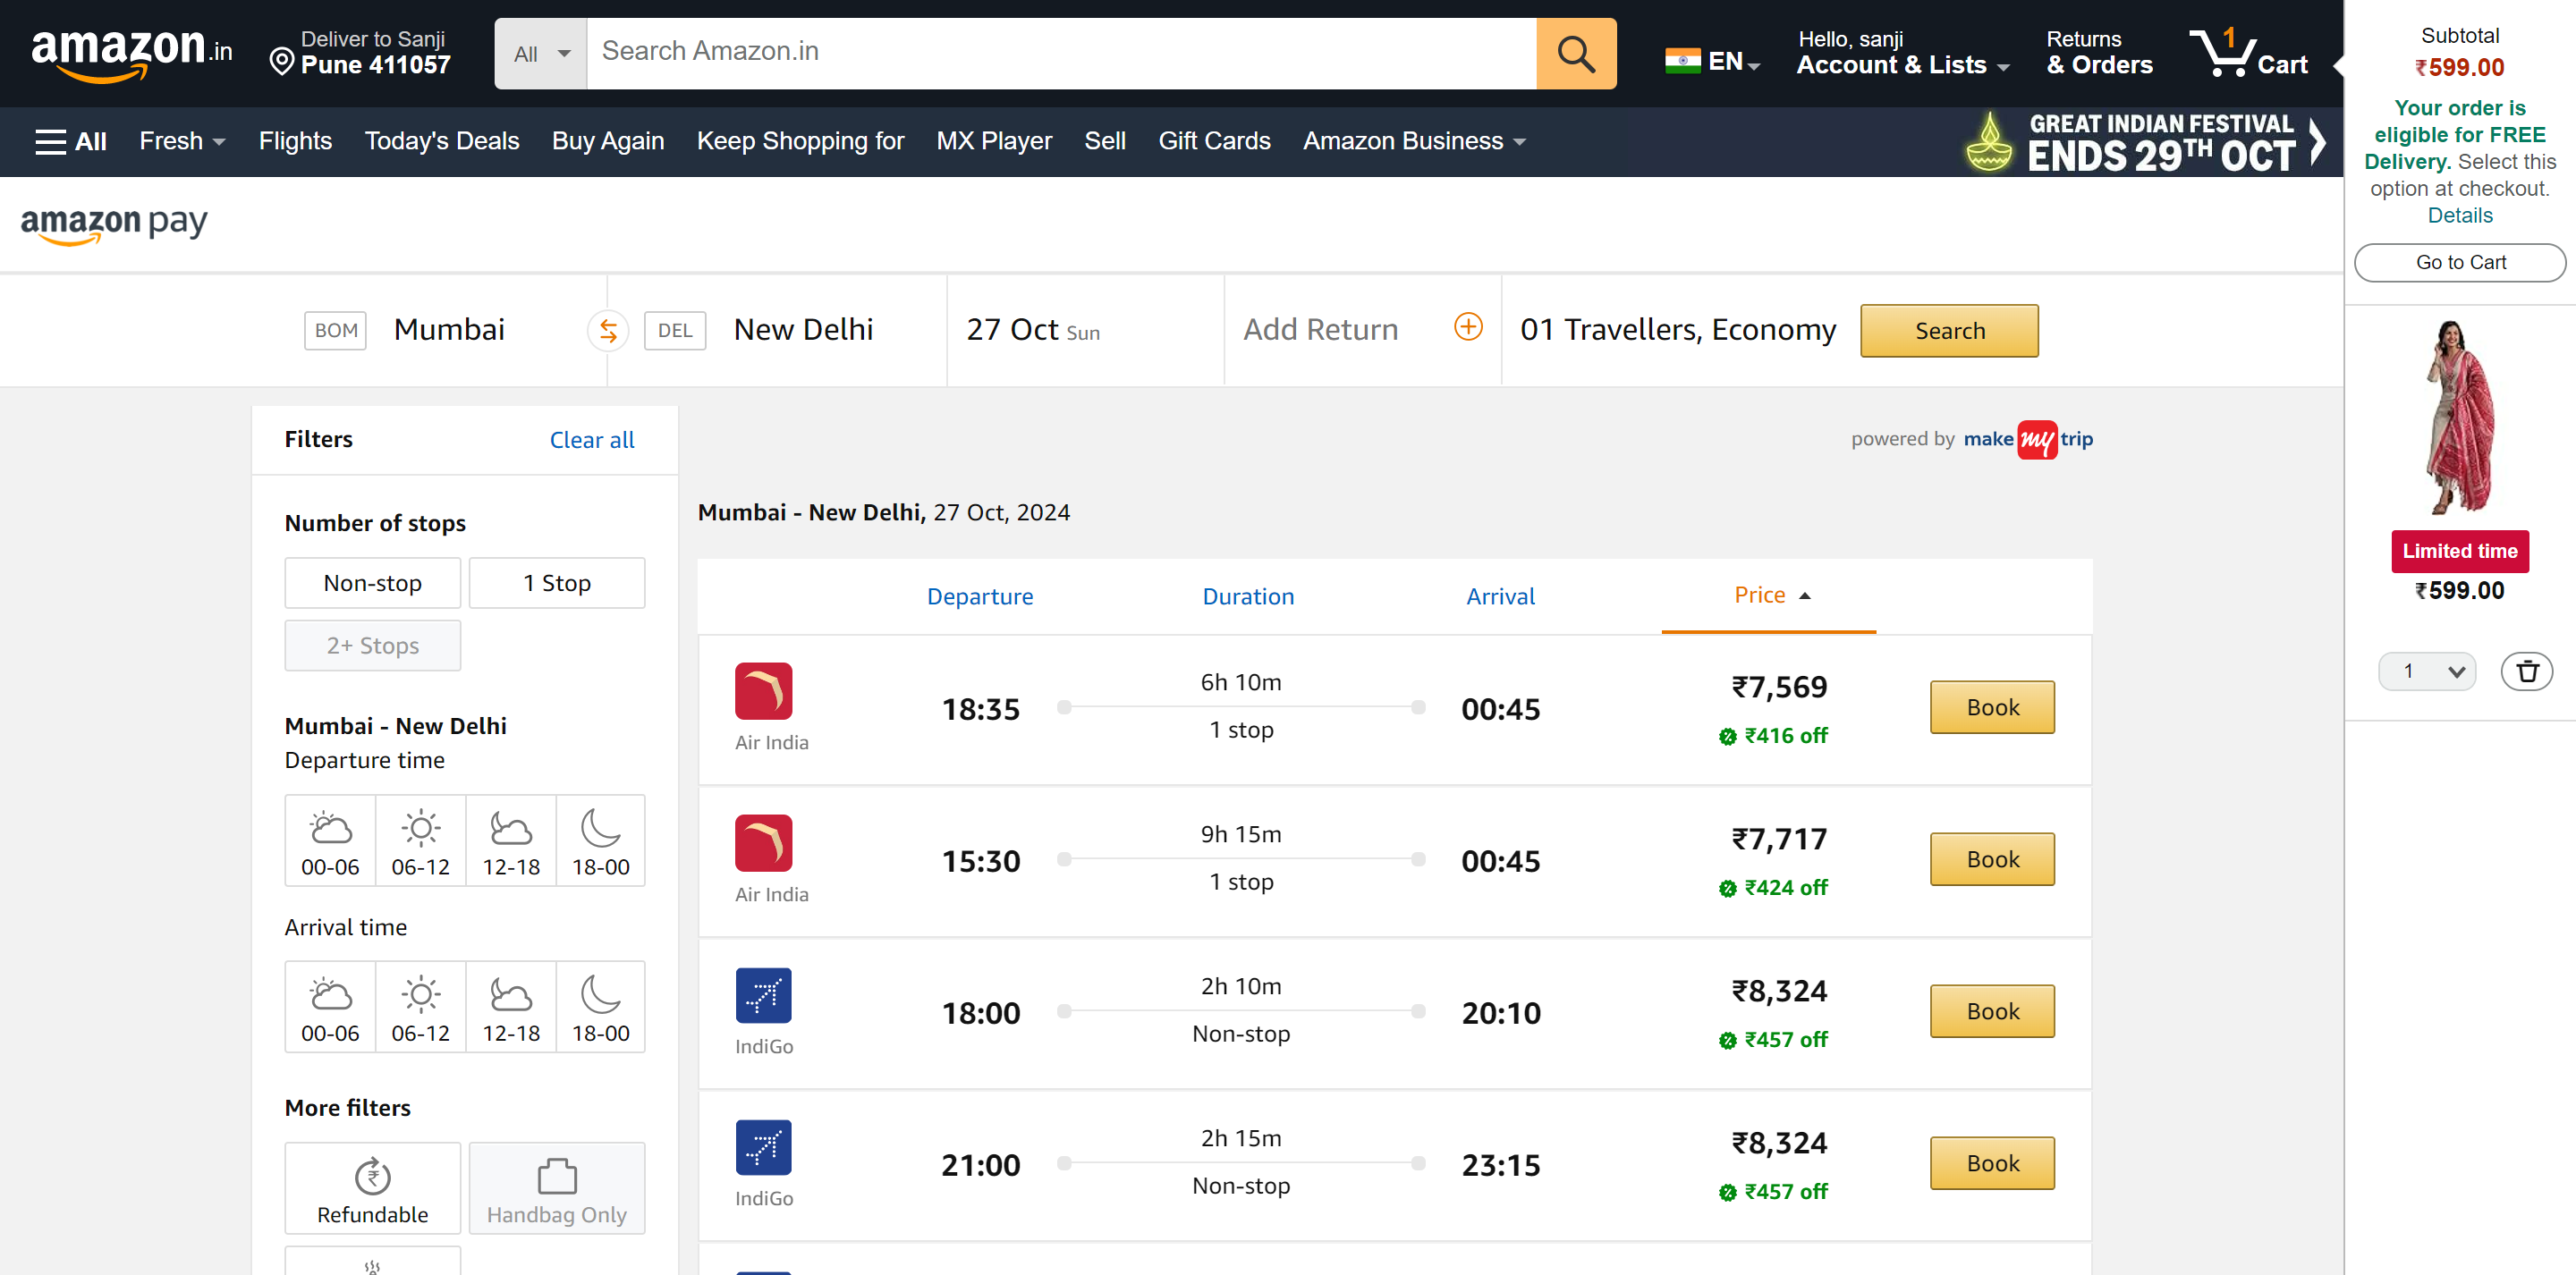 amazon.in
Deliver to Sanji
Pune 411057
All
Search Amazon.in
EN
Hello, sanji
Account & Lists
Returns
& Orders
1
Cart
All
Fresh
Flights
Today's Deals
Buy Again
Keep Shopping for
MX Player
Sell
Gift Cards
Amazon Business
GREAT INDIAN FESTIVAL
ENDS 29TH OCT
Subtotal
₹599.00
Your order is
eligible for FREE
Delivery. Select this
option at checkout.
Details
Go to Cart
Limited time
₹599.00
1
amazon pay
BOM
Mumbai
DEL
New Delhi
27 Oct Sun
Add Return
01 Travellers, Economy
Search
Filters
Clear all
Number of stops
Non-stop
1 Stop
2+ Stops
Mumbai - New Delhi
Departure time
00-06
06-12
12-18
18-00
Arrival time
00-06
06-12
12-18
18-00
More filters
Refundable
Handbag Only
powered by make my trip
Mumbai - New Delhi, 27 Oct, 2024
Departure
Duration
Arrival
Price
Air India
18:35
6h 10m
1 stop
00:45
₹7,569
₹416 off
Book
Air India
15:30
9h 15m
1 stop
00:45
₹7,717
₹424 off
Book
IndiGo
18:00
2h 10m
Non-stop
20:10
₹8,324
₹457 off
Book
IndiGo
21:00
2h 15m
Non-stop
23:15
₹8,324
₹457 off
Book